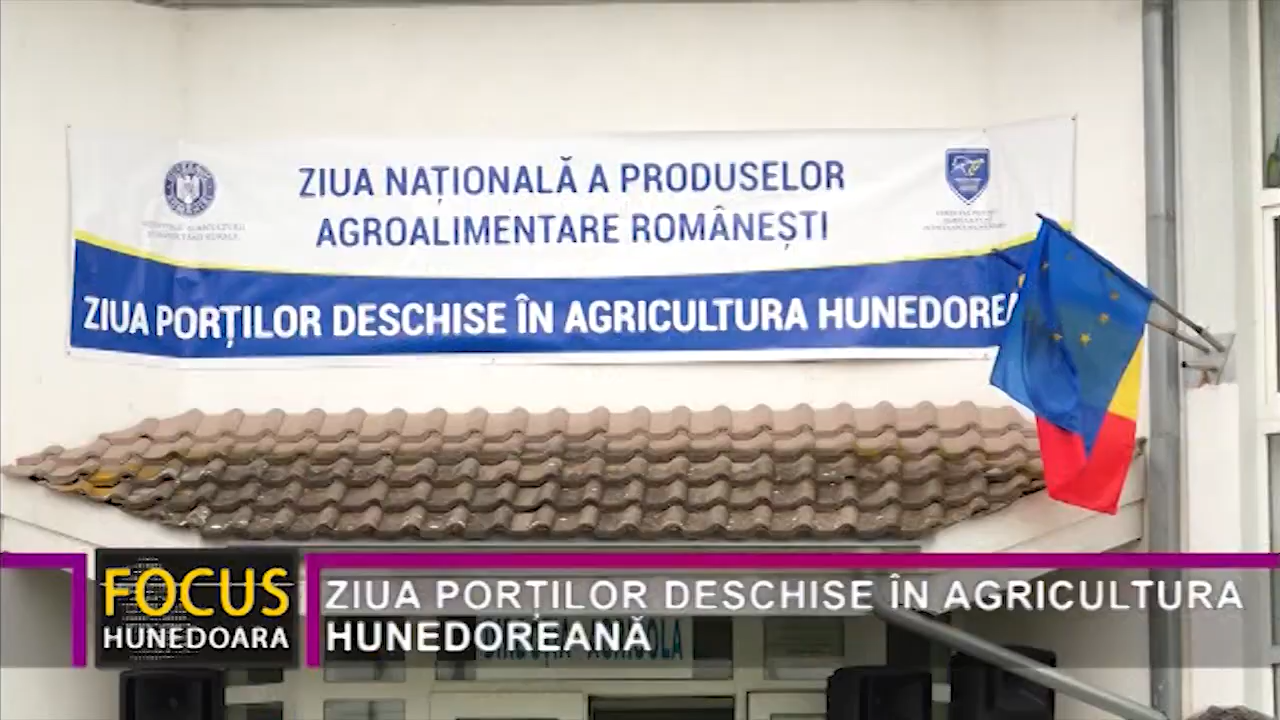 ZIUA NAȚIONALĂ A PRODUSELOR
AGROALIMENTARE ROMÂNEȘTI
ZIUA PORȚILOR DESCHISE ÎN AGRICULTURA HUNEDOREA
FOCUS
HUNEDOARA
ZIUA PORȚILOR DESCHISE ÎN AGRICULTURA
HUNEDOREANĂ
AGRICOLA